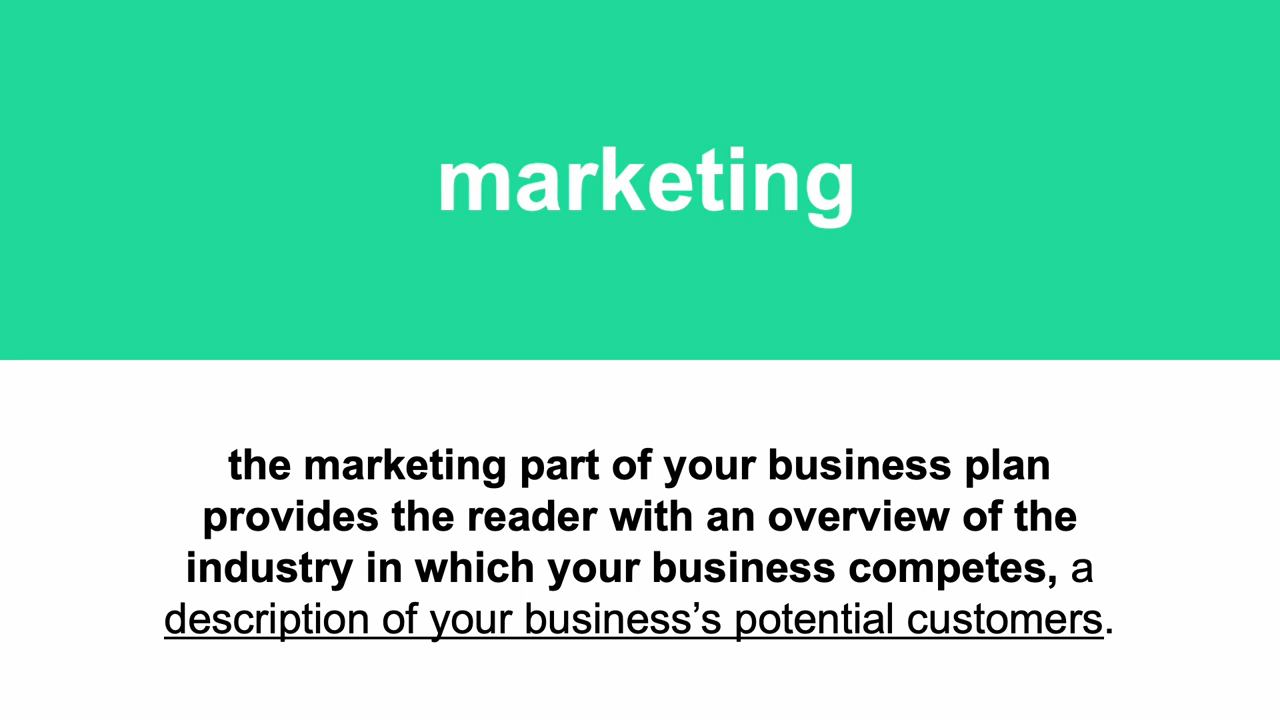 marketing
the marketing part of your business plan
provides the reader with an overview of the
industry in which your business competes, a
description of your business’s potential customers.